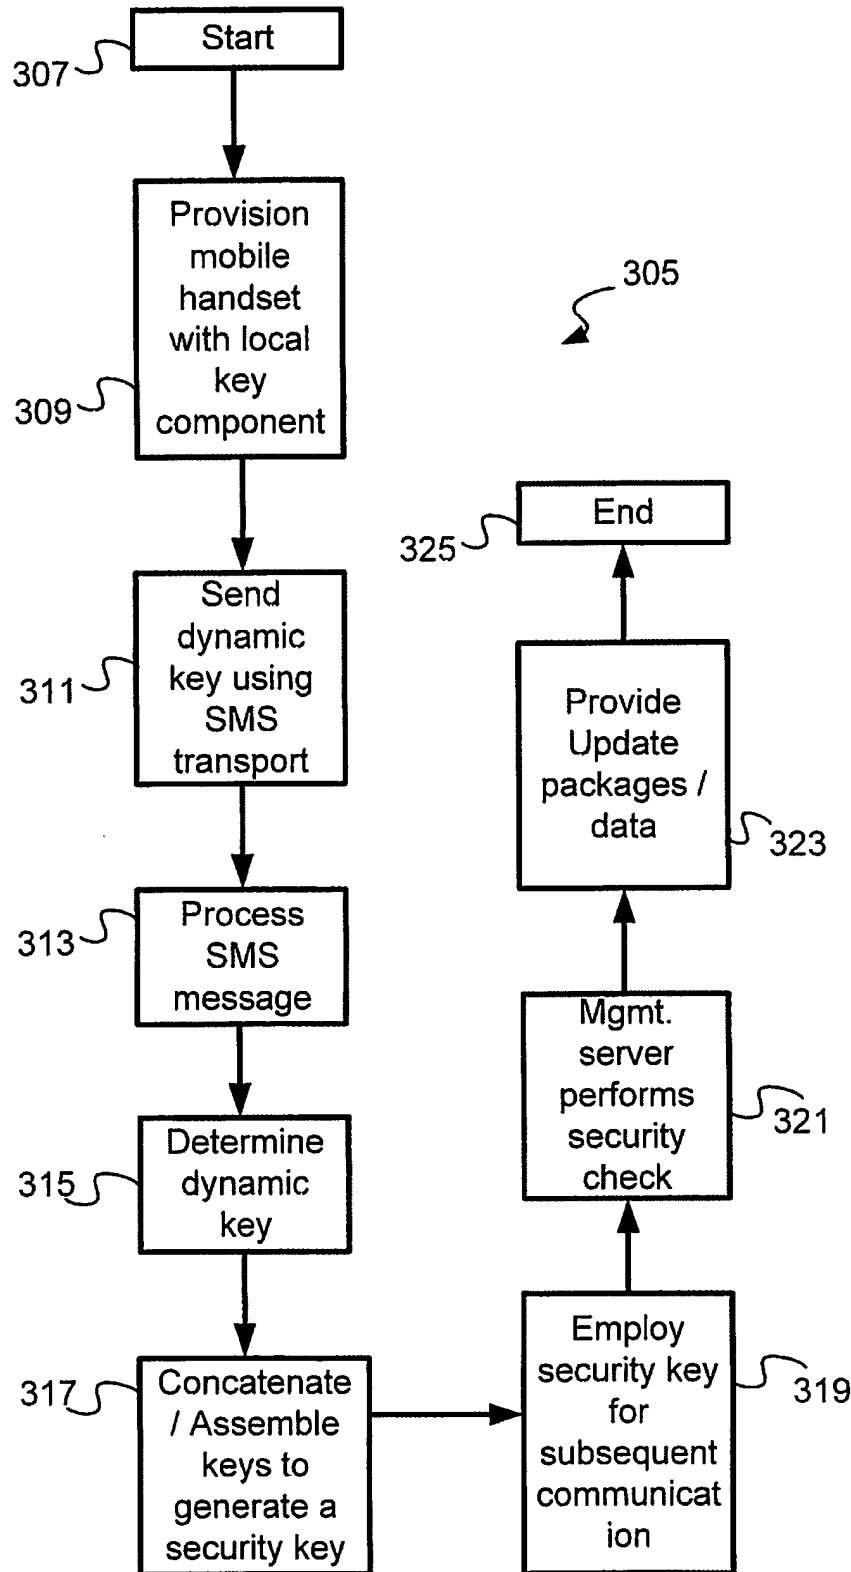 Start
307
Provision
mobile
handset
with local
key
component
309
305
Send
dynamic
key using
SMS
transport
311
Process
SMS
message
313
Determine
dynamic
key
315
Concatenate
/ Assemble
keys to
generate a
security key
317
Employ
security key
for
subsequent
communicat
ion
319
Mgmt.
server
performs
security
check
321
Provide
Update
packages /
data
323
End
325